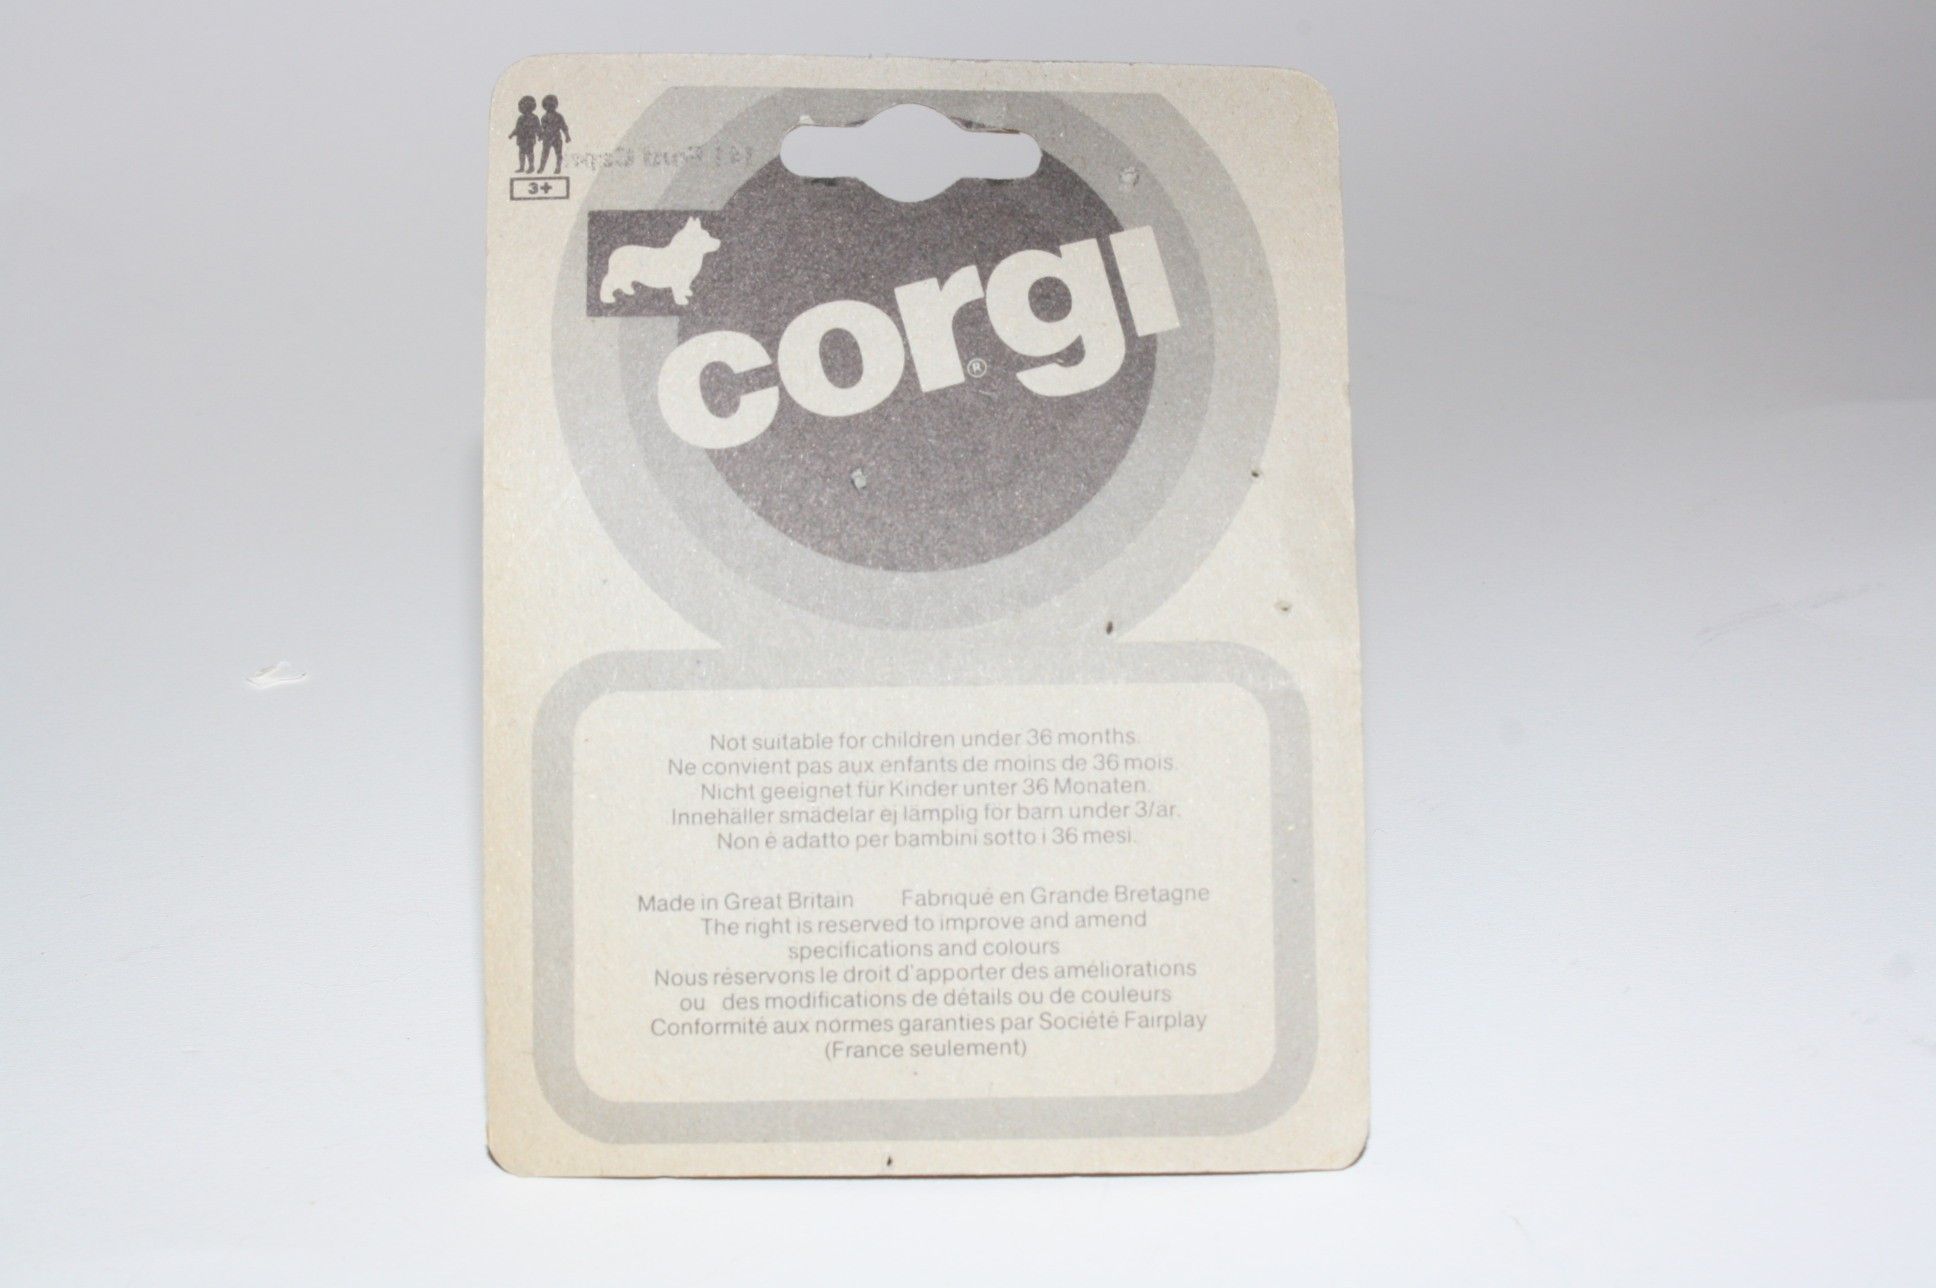 3+
corgi
®
Not suitable for children under 36 months.
Ne convient pas aux enfants de moins de 36 mois.
Nicht geeignet für Kinder unter 36 Monaten.
Innehäller smädelar ej lämplig för barn under 3/ar.
Non é adatto per bambini sotto i 36 mesi.
Made in Great Britain Fabriqué en Grande Bretagne
The right is reserved to improve and amend
specifications and colours
Nous réservons le droit d'apporter des améliorations
ou des modifications de détails ou de couleurs
Conformité aux normes garanties par Société Fairplay
(France seulement)